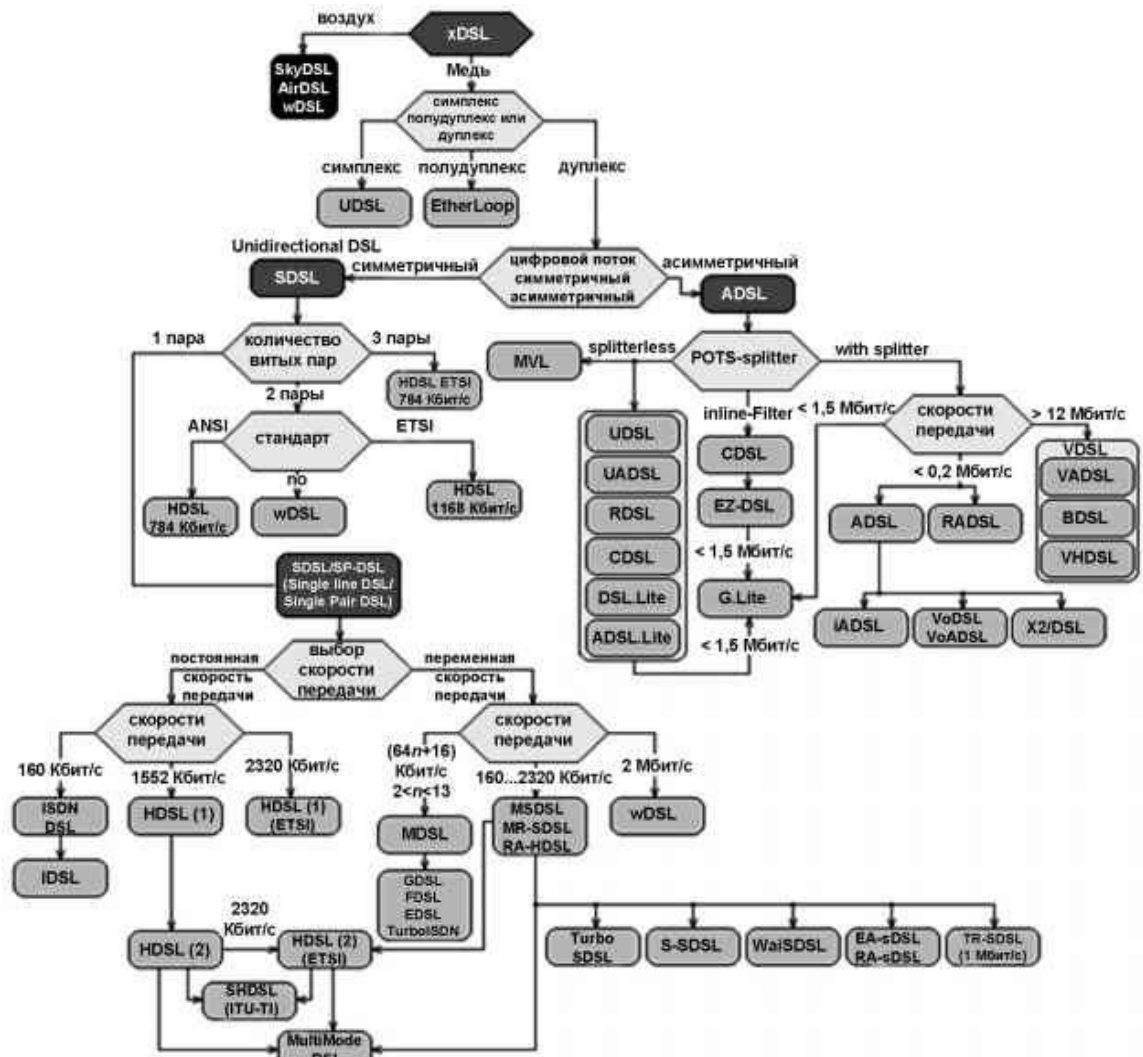 воздух
xDSL
SkyDSL
AirDSL
wDSL
Медь
симплекс
полудуплекс или
дуплекс
симплекс
полудуплекс
дуплекс
UDSL
EtherLoop
Unidirectional DSL
SDSL
симметричный
цифровой поток
симметричный
асимметричный
асимметричный
ADSL
1 пара
количество
витых пар
3 пары
HDSL ETSI
784 Кбит/с
2 пары
ANSI
стандарт
ETSI
по
HDSL
784 Кбит/с
wDSL
HDSL
1168 Кбит/с
MVL
splitterless
POTS-splitter
with splitter
inline-Filter
< 1,5 Мбит/с
скорости
передачи
> 12 Мбит/с
UDSL
UADSL
RDSL
CDSL
DSL.Lite
ADSL.Lite
CDSL
EZ-DSL
< 1,5 Мбит/с
G.Lite
< 1,5 Мбит/с
< 0,2 Мбит/с
ADSL
RADSL
VDSL
VADSL
BDSL
VHDSL
iADSL
VoDSL
VoADSL
X2/DSL
SDSL/SP-DSL
(Single line DSL/
Single Pair DSL)
постоянная
скорость
передачи
выбор
скорости
передачи
переменная
скорость
передачи
скорости
передачи
скорости
передачи
160 Кбит/с
1552 Кбит/с
2320 Кбит/с
(64n+16)
Кбит/с
2<n<13
160...2320 Кбит/с
2 Мбит/с
ISDN
DSL
HDSL (1)
HDSL (1)
(ETSI)
MDSL
MSDSL
MR-SDSL
RA-HDSL
wDSL
IDSL
GDSL
FDSL
EDSL
TurboISDN
2320
Кбит/с
HDSL (2)
HDSL (2)
(ETSI)
Turbo
SDSL
S-SDSL
WaiSDSL
EA-sDSL
RA-sDSL
TR-SDSL
(1 Мбит/с)
SHDSL
(ITU-TI)
MultiMode
DSL